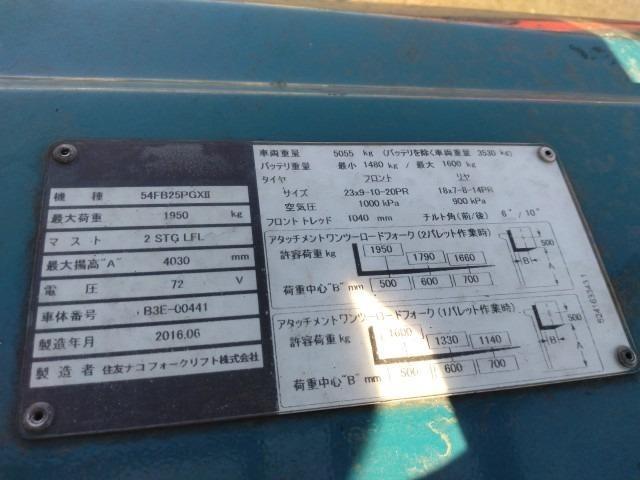 機種 54FB25PGXⅡ
最大荷重 1950 kg
マスト 2 STG LFL
最大揚高"A" 4030 mm
電圧 72 V
車体番号 B3E-00441
製造年月 2016.06
製造者 住友ナコフォークリフト株式会社
車両重量 5055 kg (バッテリを除く車両重量 3530 kg)
バッテリ重量 最小 1480 kg / 最大 1600 kg
タイヤ フロント リヤ
サイズ 23x9-10-20PR 18x7-8-14PR
空気圧 1000 kPa 900 kPa
フロントトレッド 1040 mm チルト角(前/後) 6°/10°
アタッチメントワンツーロードフォーク(2パレット作業時)
許容荷重 kg 1950 1790 1660
荷重中心"B" mm 500 600 700
500
B
A
アタッチメントワンツーロードフォーク(1パレット作業時)
許容荷重 kg 1600 1330 1140
荷重中心"B" mm 500 600 700
500
B
A